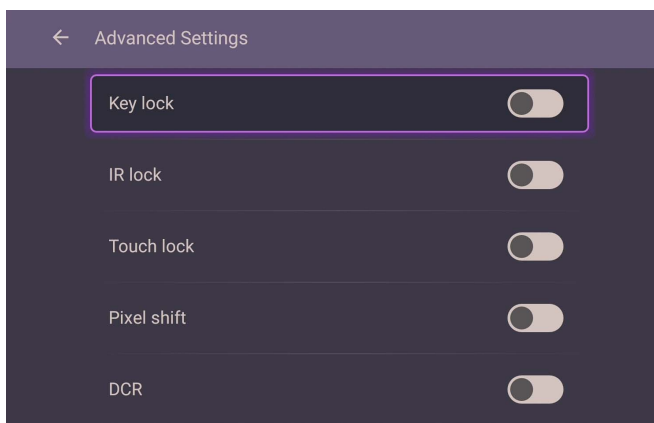 Advanced Settings
Key lock
IR lock
Touch lock
Pixel shift
DCR